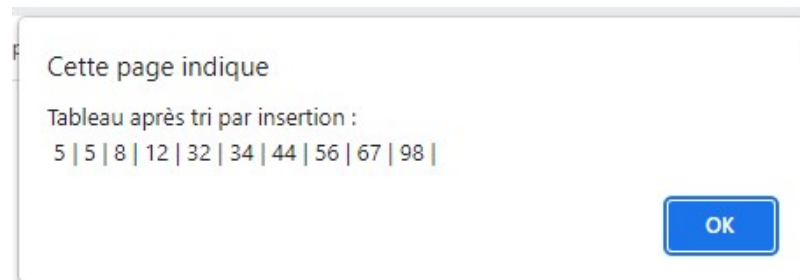 Cette page indique
Tableau après tri par insertion :
5 | 5 | 8 | 12 | 32 | 34 | 44 | 56 | 67 | 98 |
OK